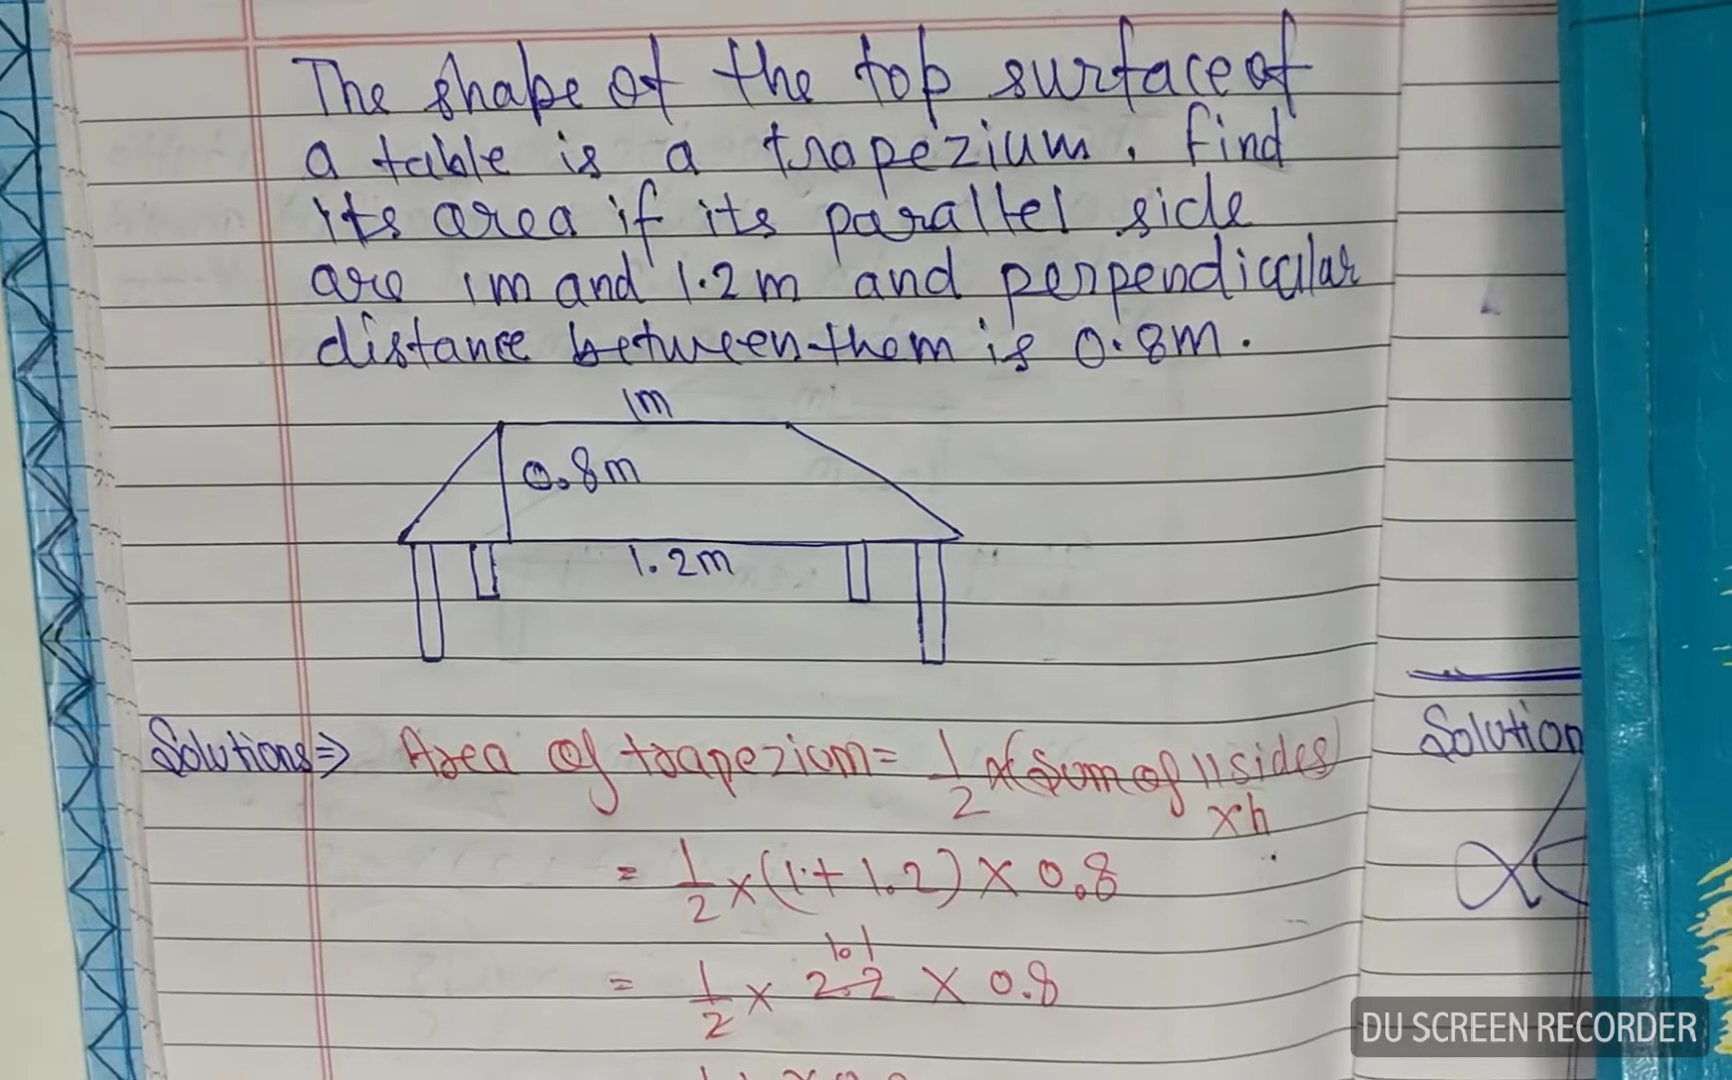 The shape of the top surface of
a table is a trapezium. Find
its area if its parallel side
are 1m and 1.2m and perpendicular
distance between them is 0.8m.
1m
0.8m
1.2m
Solutions⇒ Area of trapezium = 1/2 x (Sum of 11 sides)
x h
= 1/2 x (1+1.2) x 0.8
1.1
= 1/2 x 2.2 x 0.8
Solution
DU SCREEN RECORDER